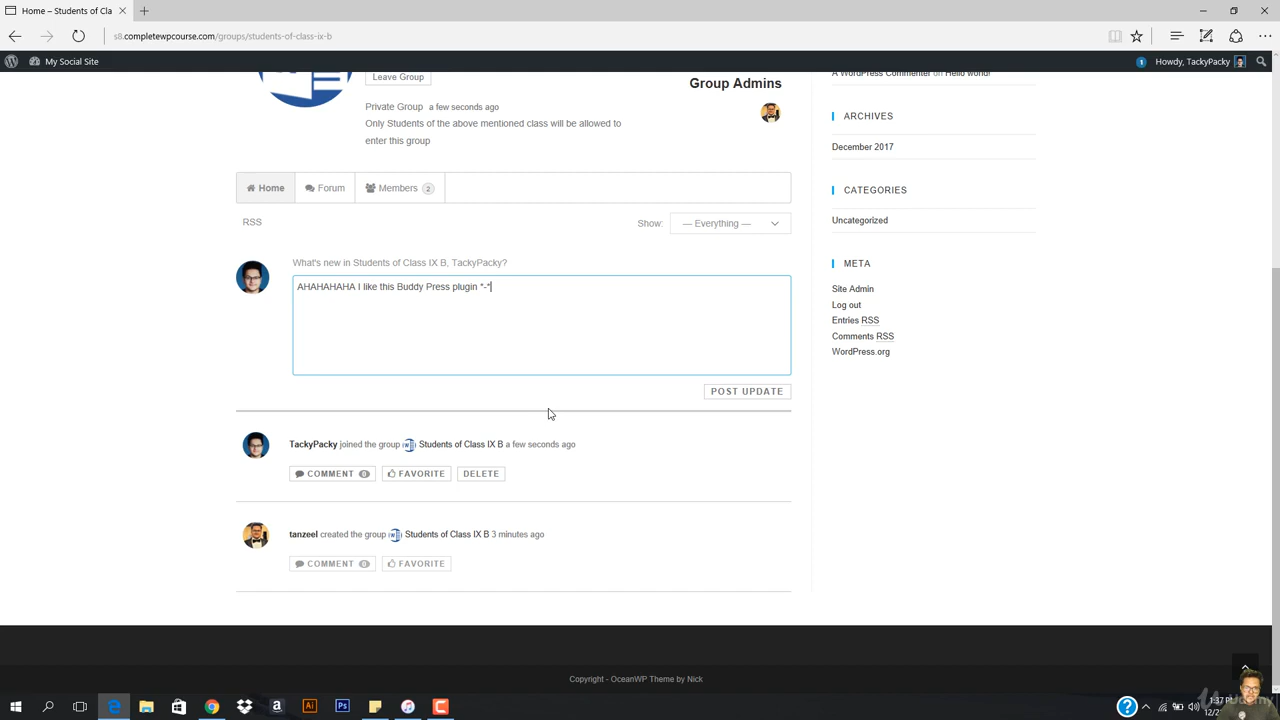 Home – Students of Cla
s8.completewpcourse.com/groups/students-of-class-ix-b
My Social Site
1
Howdy, TackyPacky
Leave Group
Group Admins
Private Group a few seconds ago
Only Students of the above mentioned class will be allowed to
enter this group
A WordPress Commenter on Hello world!
ARCHIVES
December 2017
CATEGORIES
Uncategorized
META
Site Admin
Log out
Entries RSS
Comments RSS
WordPress.org
Home
Forum
Members 2
RSS
Show:
— Everything —
What's new in Students of Class IX B, TackyPacky?
AHAHAHAHA I like this Buddy Press plugin *-*
POST UPDATE
TackyPacky joined the group Students of Class IX B a few seconds ago
COMMENT 0
FAVORITE
DELETE
tanzeel created the group Students of Class IX B 3 minutes ago
COMMENT 0
FAVORITE
Copyright - OceanWP Theme by Nick
a
Ai
Ps
?
1:37